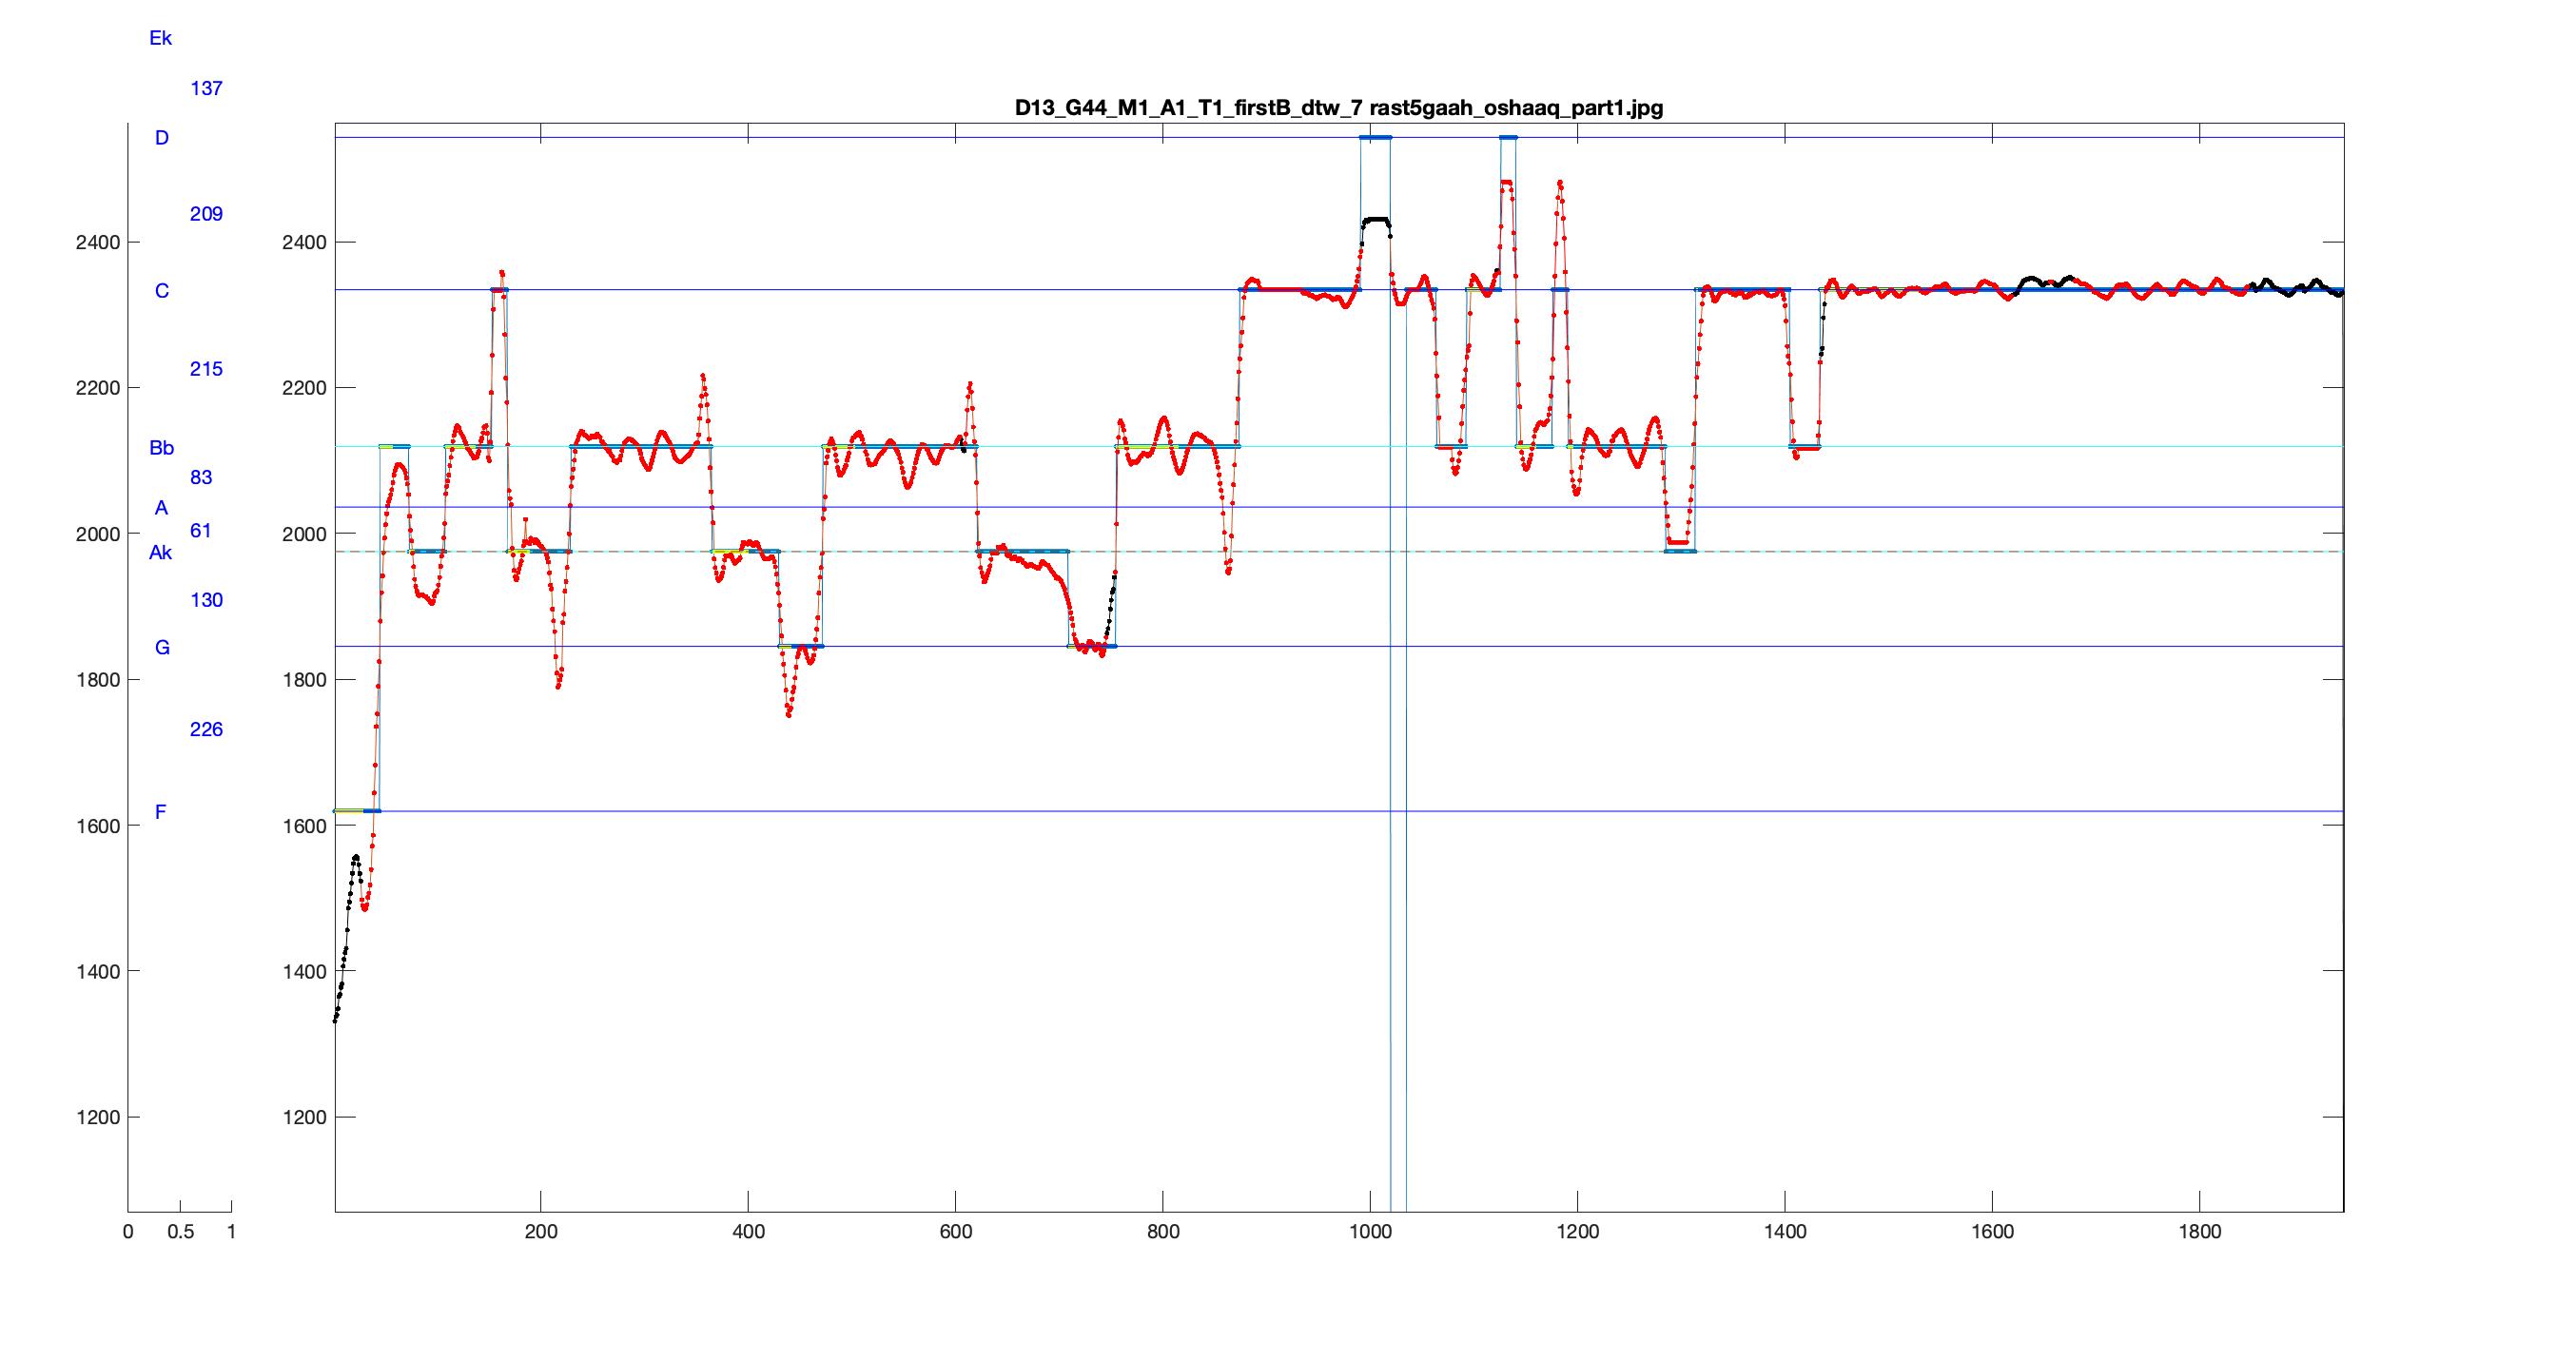 Ek
137
D13_G44_M1_A1_T1_firstB_dtw_7 rast5gaah_oshaaq_part1.jpg
D
209
2400 2400
C
215
2200 2200
Bb
83
A
61
2000 2000
Ak
130
G
1800 1800
226
F
1600 1600
1400 1400
1200 1200
0 0.5 1 200 400 600 800 1000 1200 1400 1600 1800